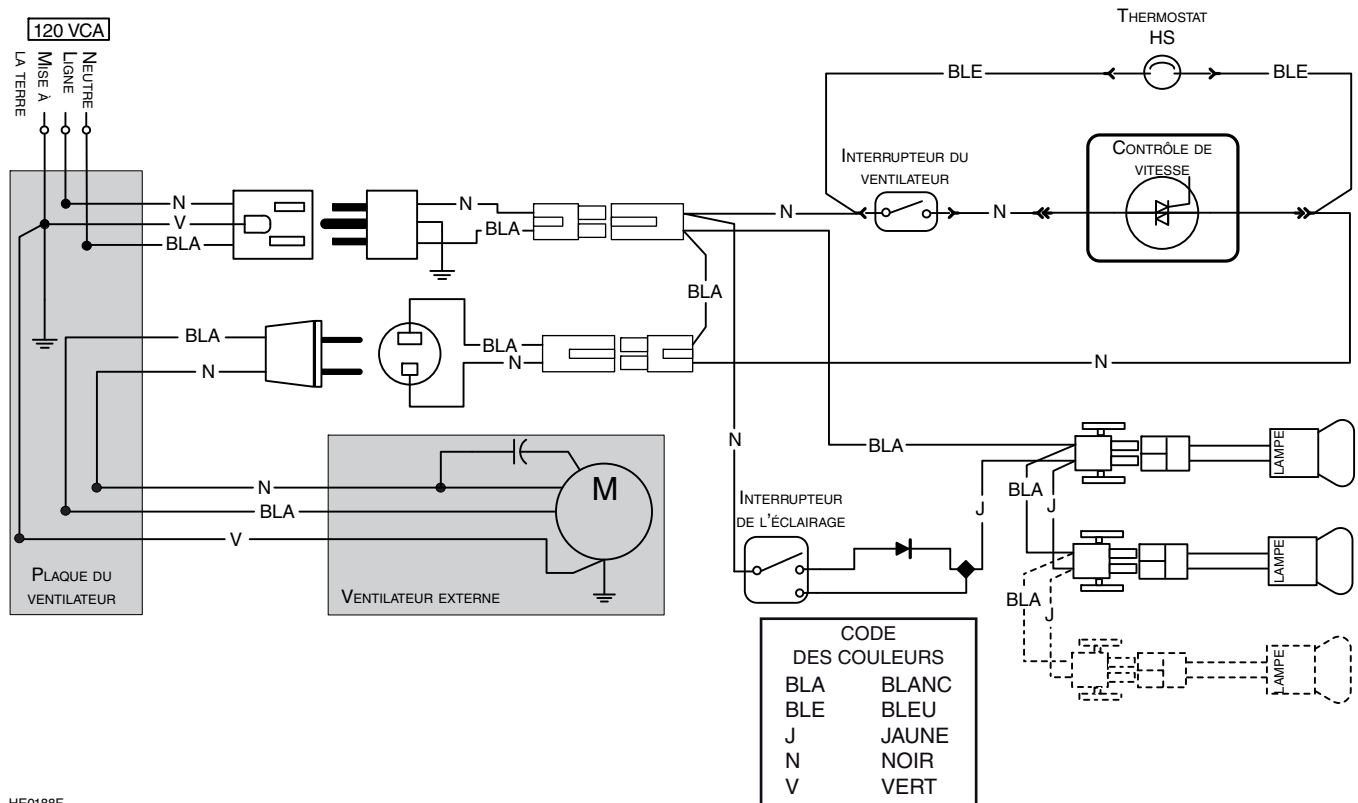 120 VCA
NEUTRE
LIGNE
MISE À
LA TERRE
THERMOSTAT
HS
BLE
BLE
INTERRUPTEUR DU
VENTILATEUR
CONTRÔLE DE
VITESSE
N
V
BLA
N
BLA
N
N
BLA
BLA
N
BLA
N
N
N
BLA
INTERRUPTEUR
DE L'ÉCLAIRAGE
J
BLA
J
BLA
J
LAMPE
LAMPE
LAMPE
N
BLA
V
M
PLAQUE DU
VENTILATEUR
VENTILATEUR EXTERNE
CODE
DES COULEURS
BLA BLANC
BLE BLEU
J JAUNE
N NOIR
V VERT